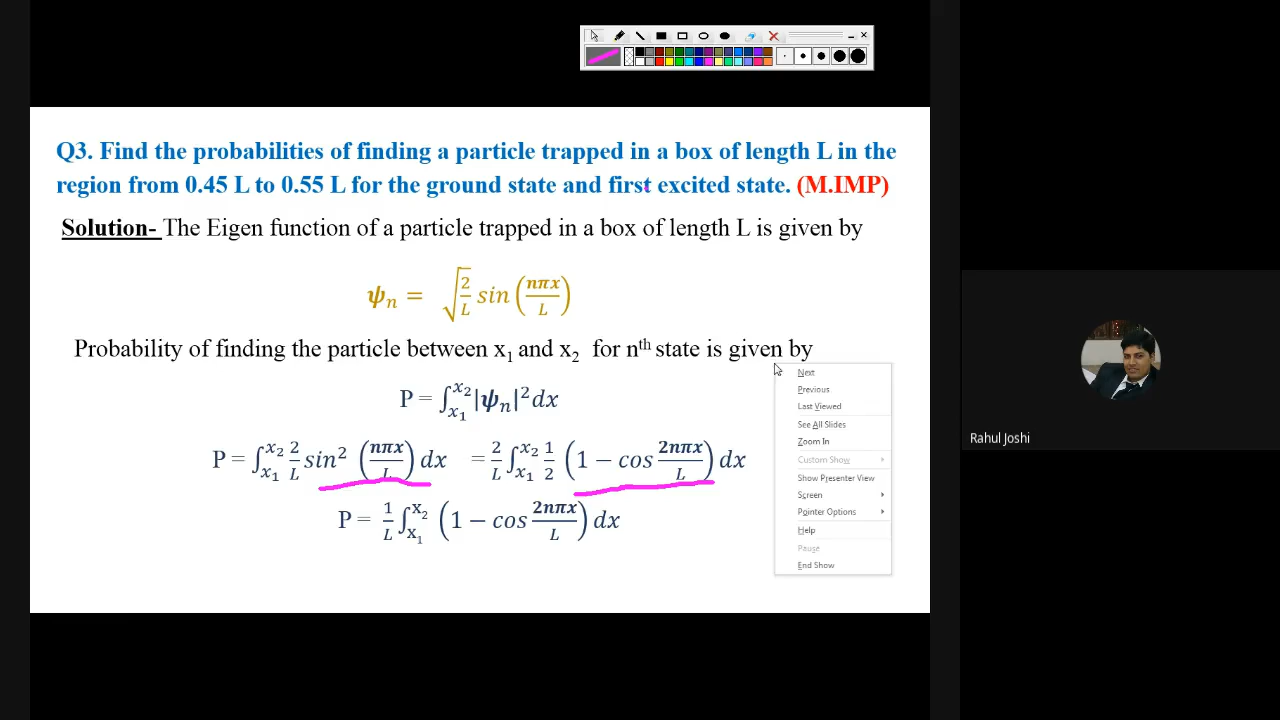 Q3. Find the probabilities of finding a particle trapped in a box of length L in the
region from 0.45 L to 0.55 L for the ground state and first excited state. (M.IMP)
Solution- The Eigen function of a particle trapped in a box of length L is given by
ψₙ = √(2/L) sin (nπx/L)
Probability of finding the particle between x₁ and x₂ for nᵗʰ state is given by
P = ∫ₓ₁ˣ² |ψₙ|² dx
P = ∫ₓ₁ˣ² 2/L sin² (nπx/L) dx = 2/L ∫ₓ₁ˣ² 1/2 (1 − cos 2nπx/L) dx
P = 1/L ∫ₓ₁ˣ² (1 − cos 2nπx/L) dx
Next
Previous
Last Viewed
See All Slides
Zoom In
Custom Show
Show Presenter View
Screen
Pointer Options
Help
Pause
End Show
Rahul Joshi